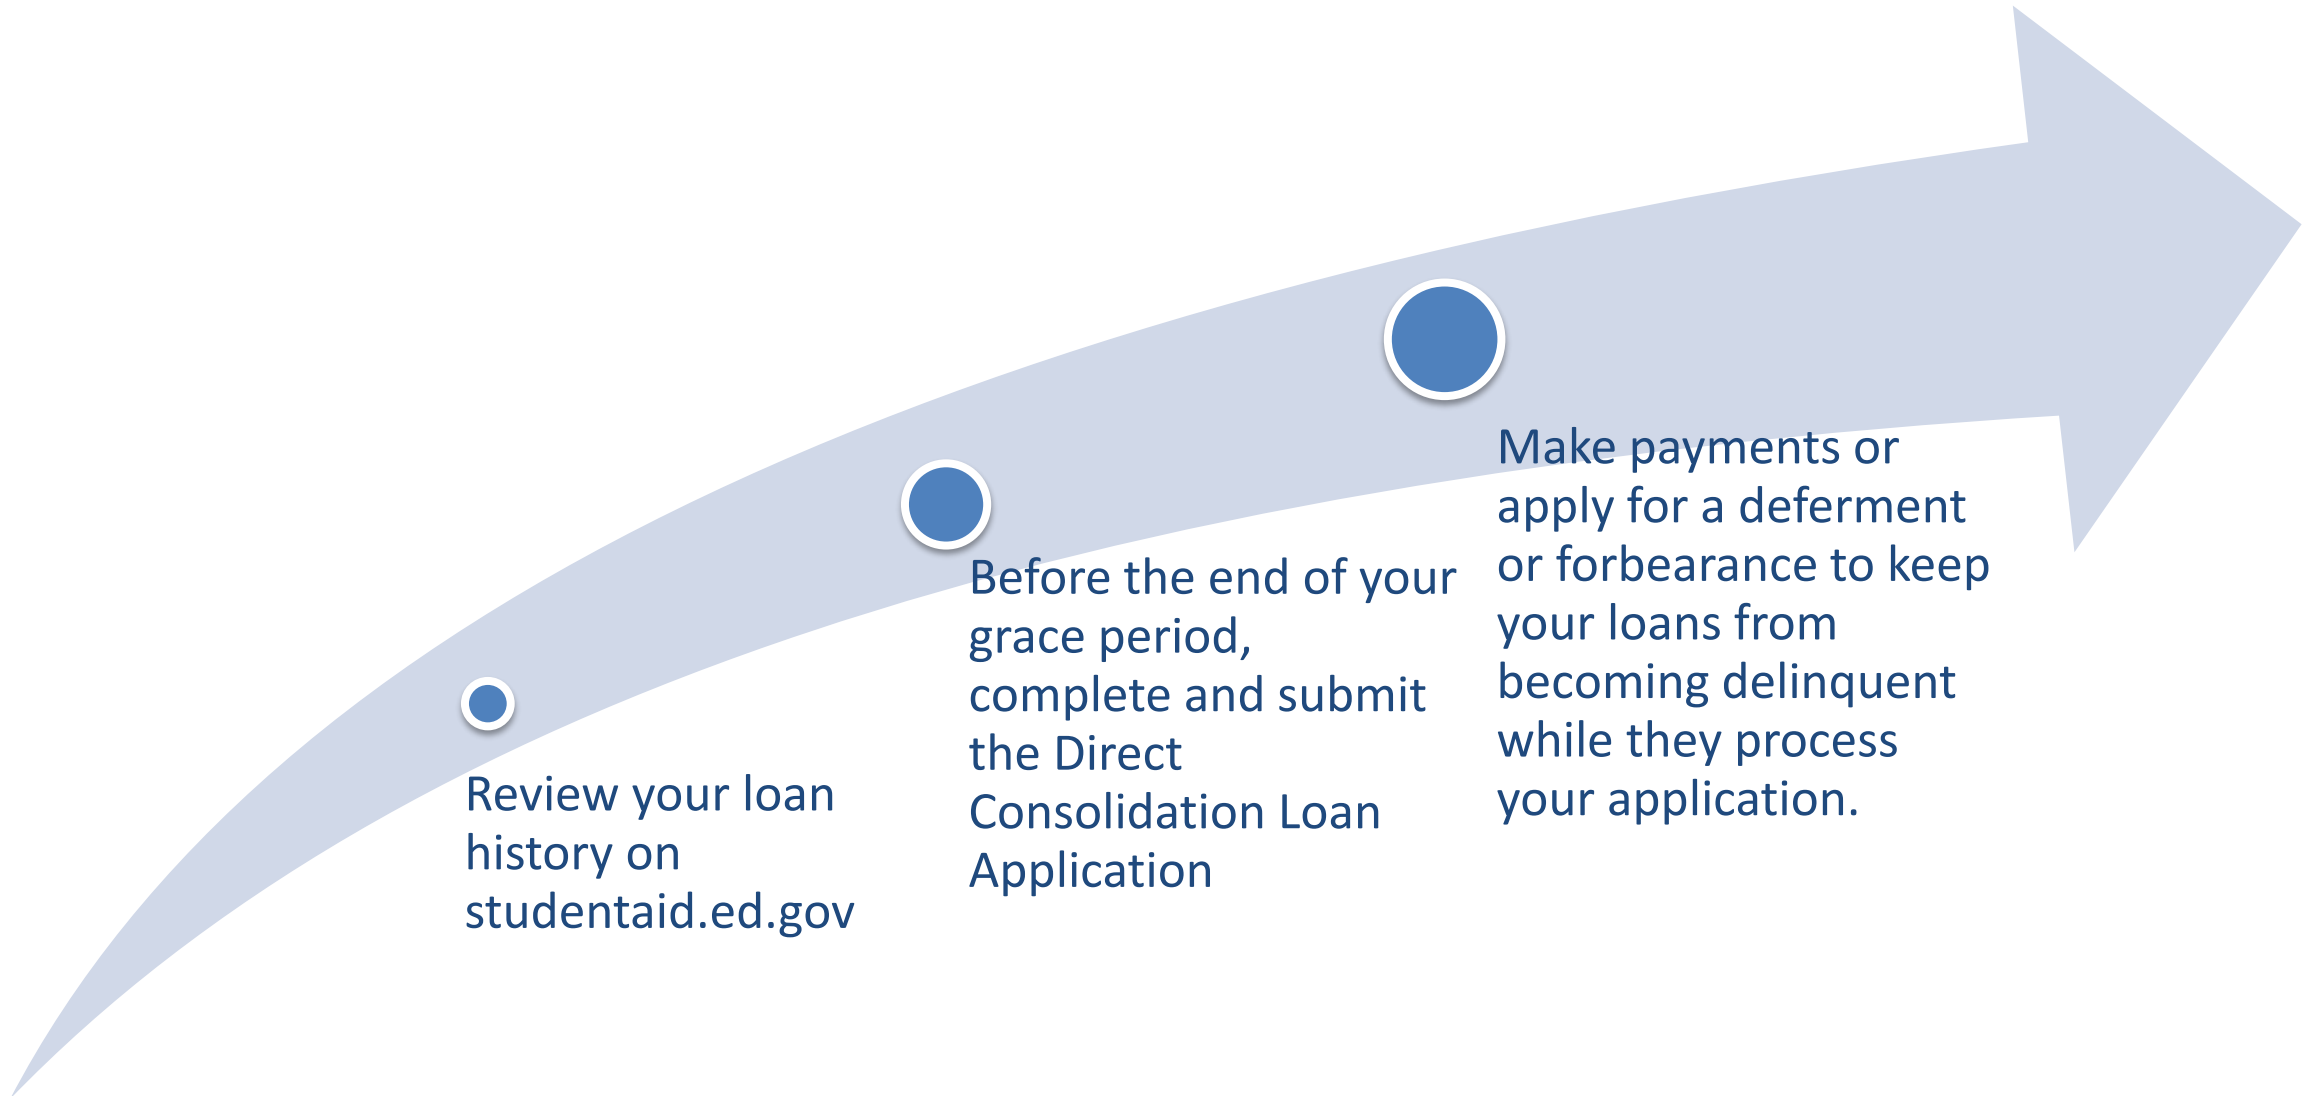 Review your loan
history on
studentaid.ed.gov
Before the end of your
grace period,
complete and submit
the Direct
Consolidation Loan
Application
Make payments or
apply for a deferment
or forbearance to keep
your loans from
becoming delinquent
while they process
your application.